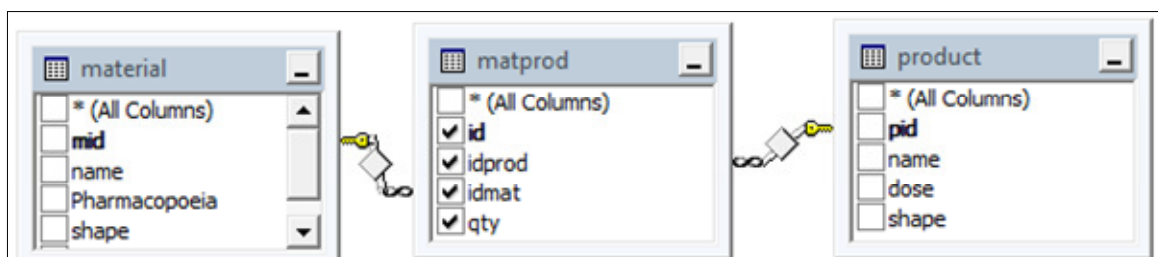 material
* (All Columns)
mid
name
Pharmacopoeia
shape
matprod
* (All Columns)
id
idprod
idmat
qty
product
* (All Columns)
pid
name
dose
shape